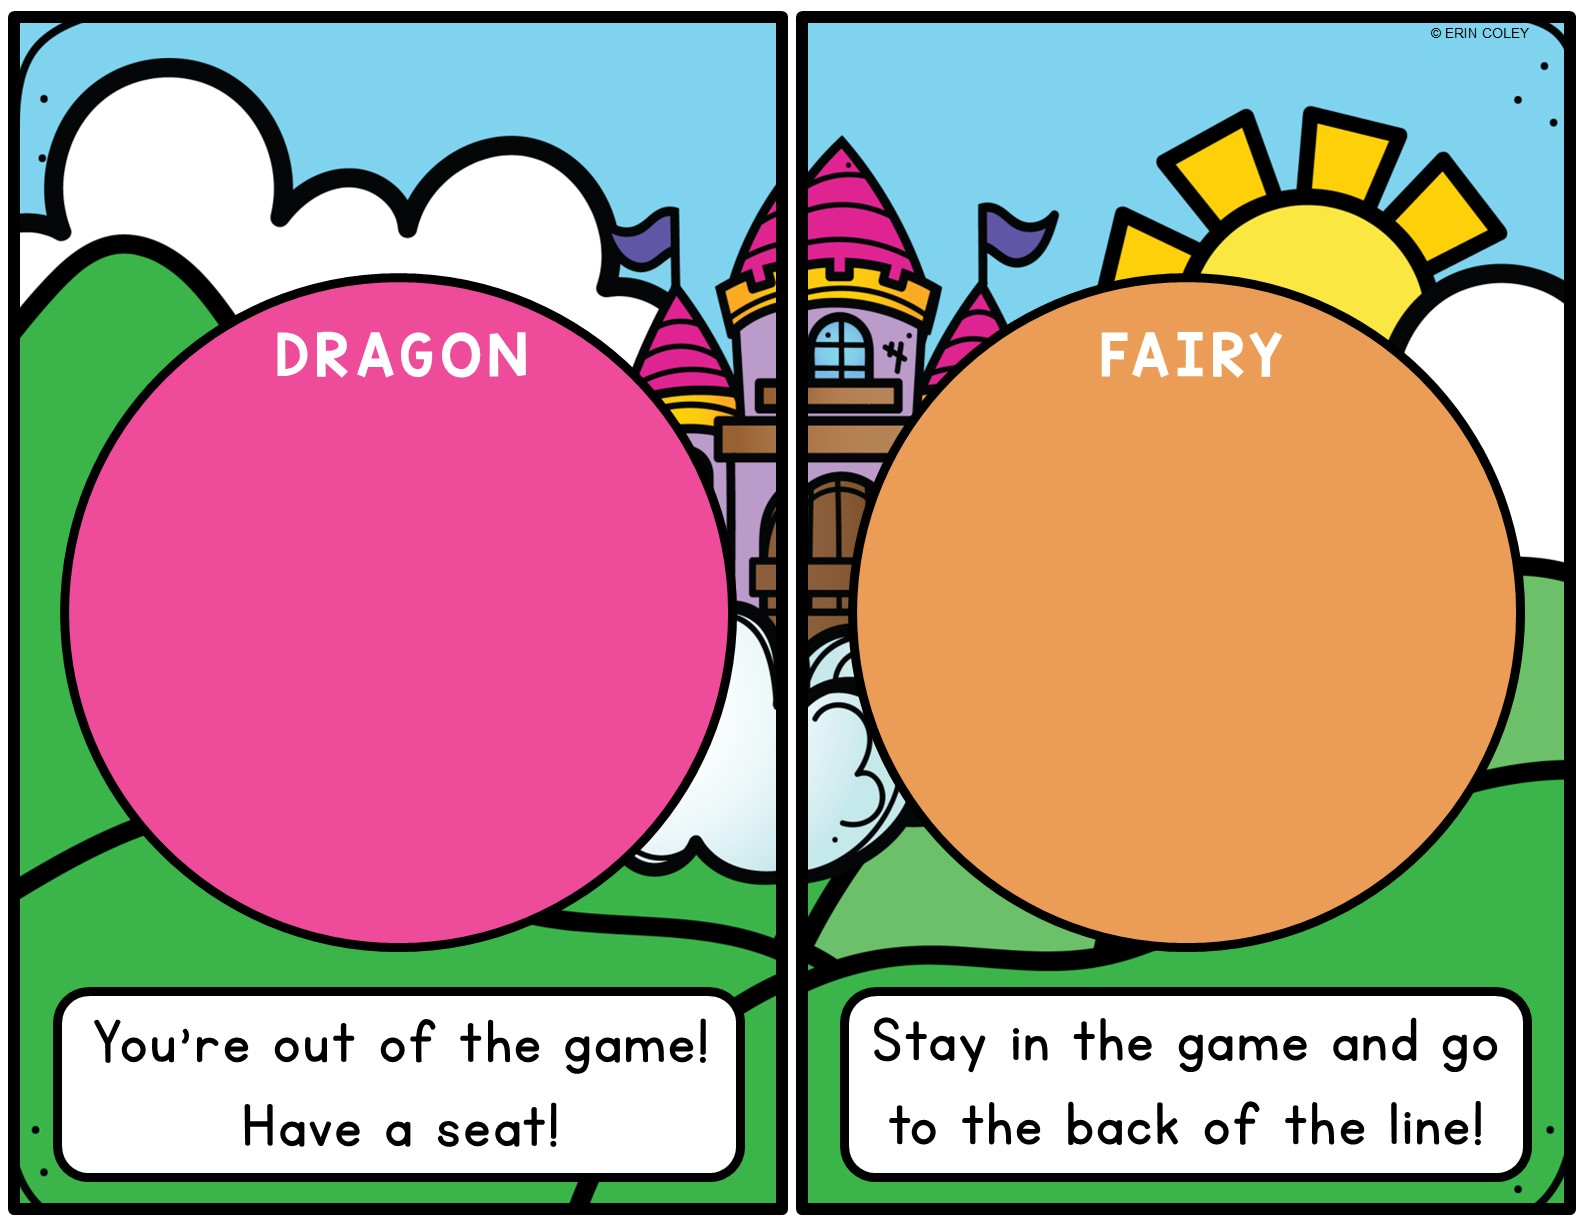 © ERIN COLEY
DRAGON
You're out of the game!
Have a seat!
FAIRY
Stay in the game and go
to the back of the line!